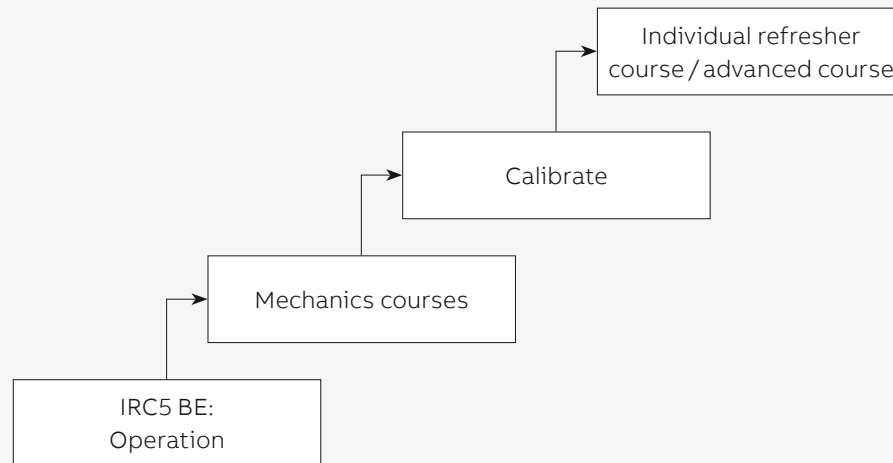 Individual refresher
course / advanced course
Calibrate
Mechanics courses
IRC5 BE:
Operation